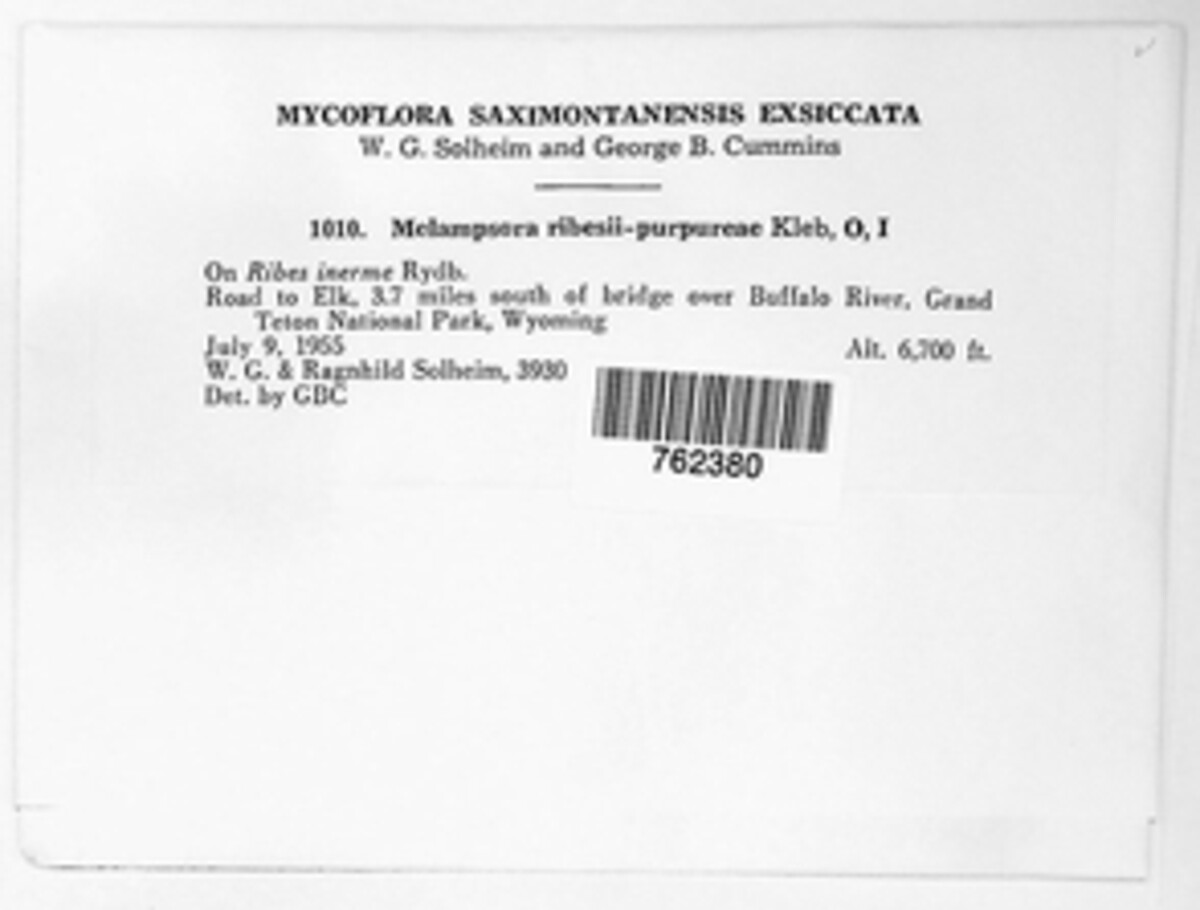 MYCOFLORA SAXIMONTANENSIS EXSICCATA
W. G. Solheim and George B. Cummins
1010. Melampsora ribesii-purpureae Kleb, O, I
On Ribes inerme Rydb.
Road to Elk, 3.7 miles south of bridge over Buffalo River, Grand
Teton National Park, Wyoming
July 9, 1955
Alt. 6,700 ft.
W. G. & Ragnhild Solheim, 3930
Det. by GBC
762380